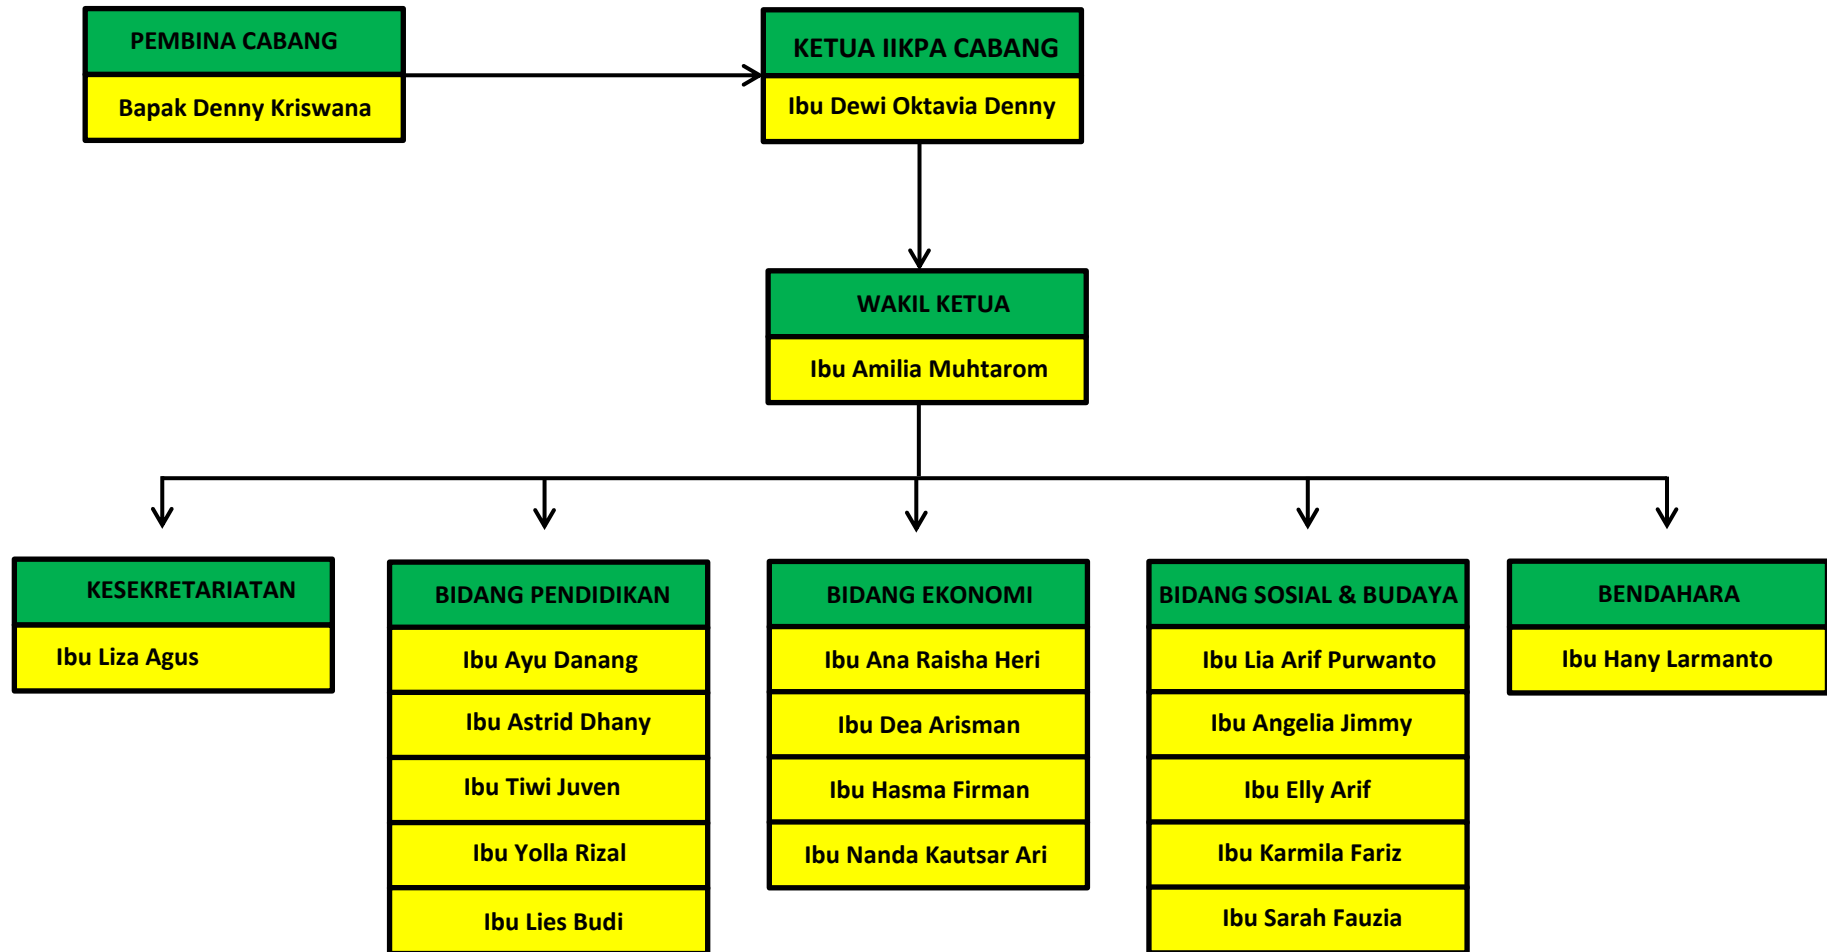 PEMBINA CABANG
Bapak Denny Kriswana
KETUA IIKPA CABANG
Ibu Dewi Oktavia Denny
WAKIL KETUA
Ibu Amilia Muhtarom
KESEKRETARIATAN
Ibu Liza Agus
BIDANG PENDIDIKAN
Ibu Ayu Danang
Ibu Astrid Dhany
Ibu Tiwi Juven
Ibu Yolla Rizal
Ibu Lies Budi
BIDANG EKONOMI
Ibu Ana Raisha Heri
Ibu Dea Arisman
Ibu Hasma Firman
Ibu Nanda Kautsar Ari
BIDANG SOSIAL & BUDAYA
Ibu Lia Arif Purwanto
Ibu Angelia Jimmy
Ibu Elly Arif
Ibu Karmila Fariz
Ibu Sarah Fauzia
BENDAHARA
Ibu Hany Larmanto